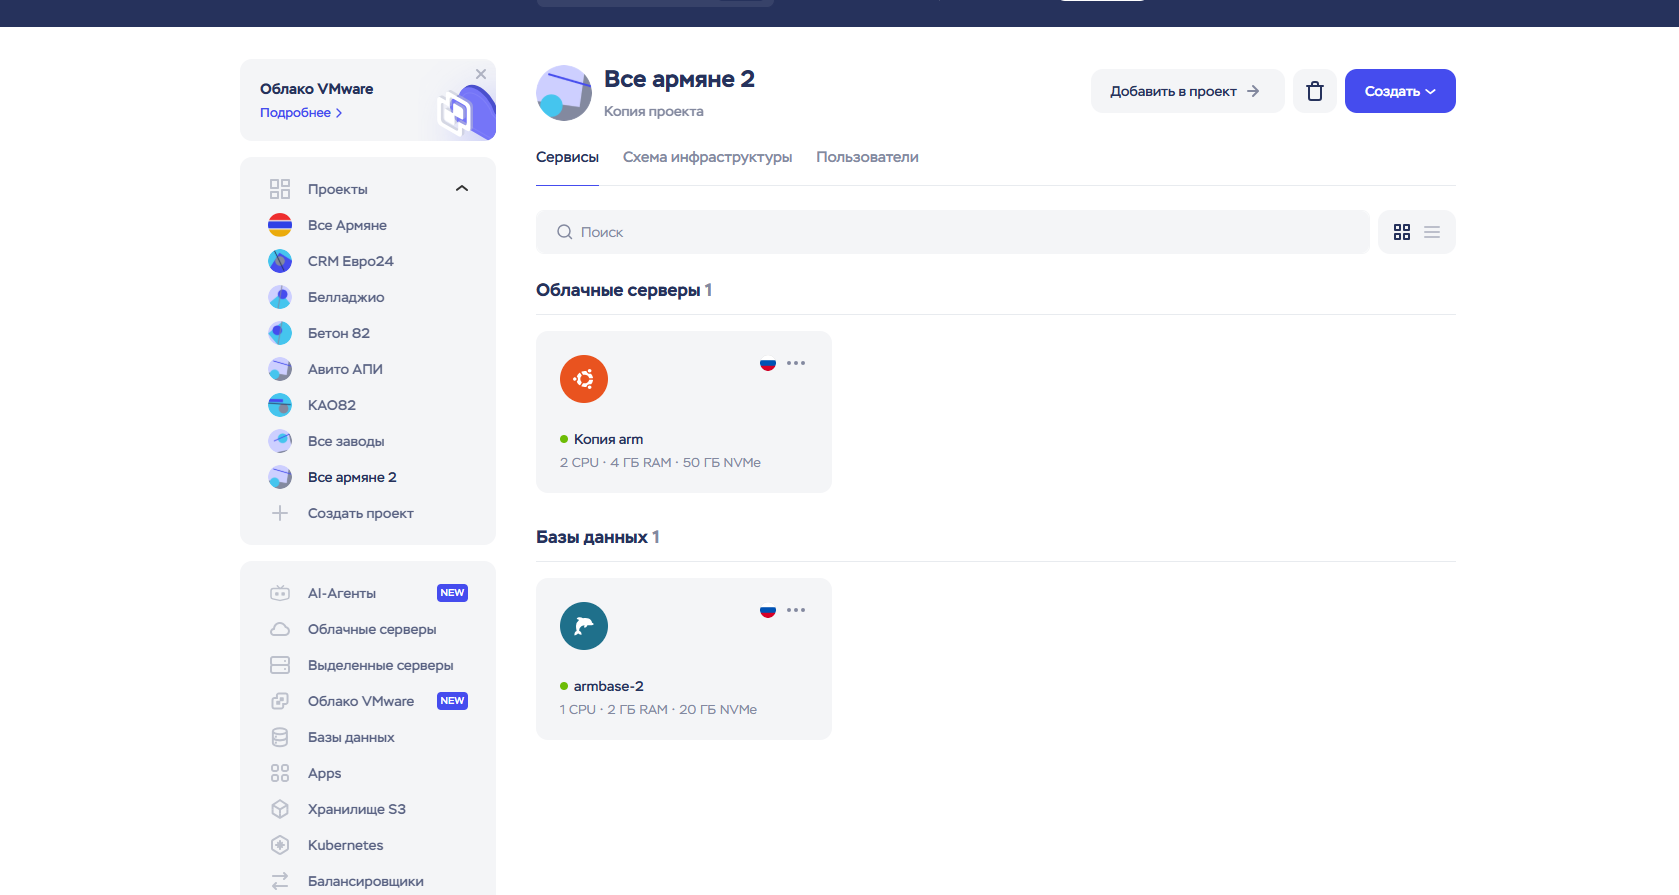 Облако VMware
Подробнее
Проекты
Все Армяне
CRM Евро24
Белладжио
Бетон 82
Авито АПИ
КАО82
Все заводы
Все армяне 2
Создать проект
AI-Агенты NEW
Облачные серверы
Выделенные серверы
Облако VMware NEW
Базы данных
Apps
Хранилище S3
Kubernetes
Балансировщики
Все армяне 2
Копия проекта
Добавить в проект
Создать
Сервисы Схема инфраструктуры Пользователи
Поиск
Облачные серверы 1
Копия arm
2 CPU · 4 ГБ RAM · 50 ГБ NVMe
Базы данных 1
armbase-2
1 CPU · 2 ГБ RAM · 20 ГБ NVMe